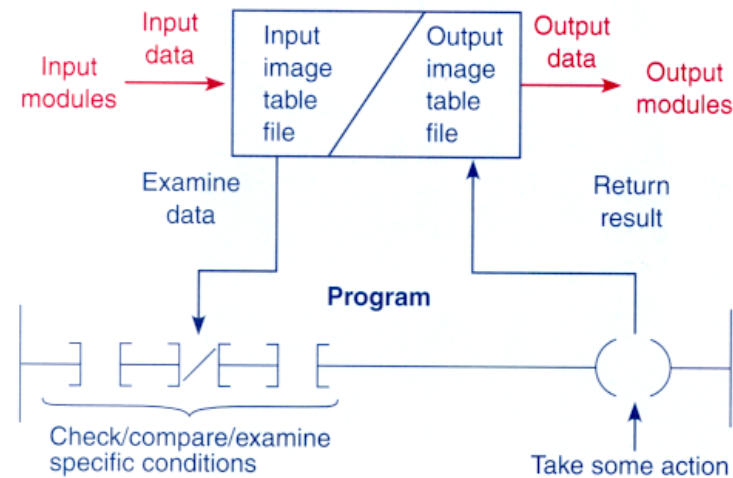 Input
data
Input
modules
Input
image
table
file
Output
image
table
file
Output
data
Output
modules
Examine
data
Return
result
Program
Check/compare/examine
specific conditions
Take some action